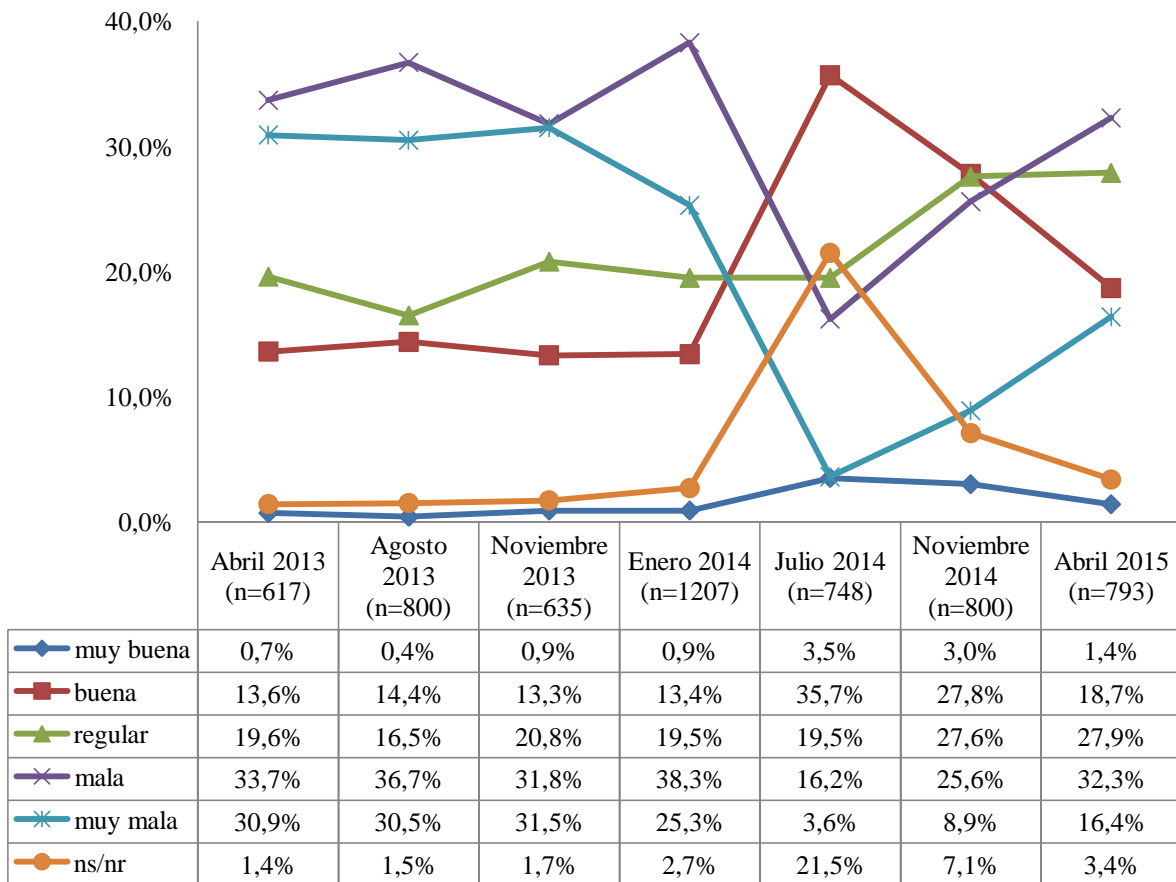 40,0%
30,0%
20,0%
10,0%
0,0%
Abril 2013 (n=617) Agosto 2013 (n=800) Noviembre 2013 (n=635) Enero 2014 (n=1207) Julio 2014 (n=748) Noviembre 2014 (n=800) Abril 2015 (n=793)
muy buena 0,7% 0,4% 0,9% 0,9% 3,5% 3,0% 1,4%
buena 13,6% 14,4% 13,3% 13,4% 35,7% 27,8% 18,7%
regular 19,6% 16,5% 20,8% 19,5% 19,5% 27,6% 27,9%
mala 33,7% 36,7% 31,8% 38,3% 16,2% 25,6% 32,3%
muy mala 30,9% 30,5% 31,5% 25,3% 3,6% 8,9% 16,4%
ns/nr 1,4% 1,5% 1,7% 2,7% 21,5% 7,1% 3,4%